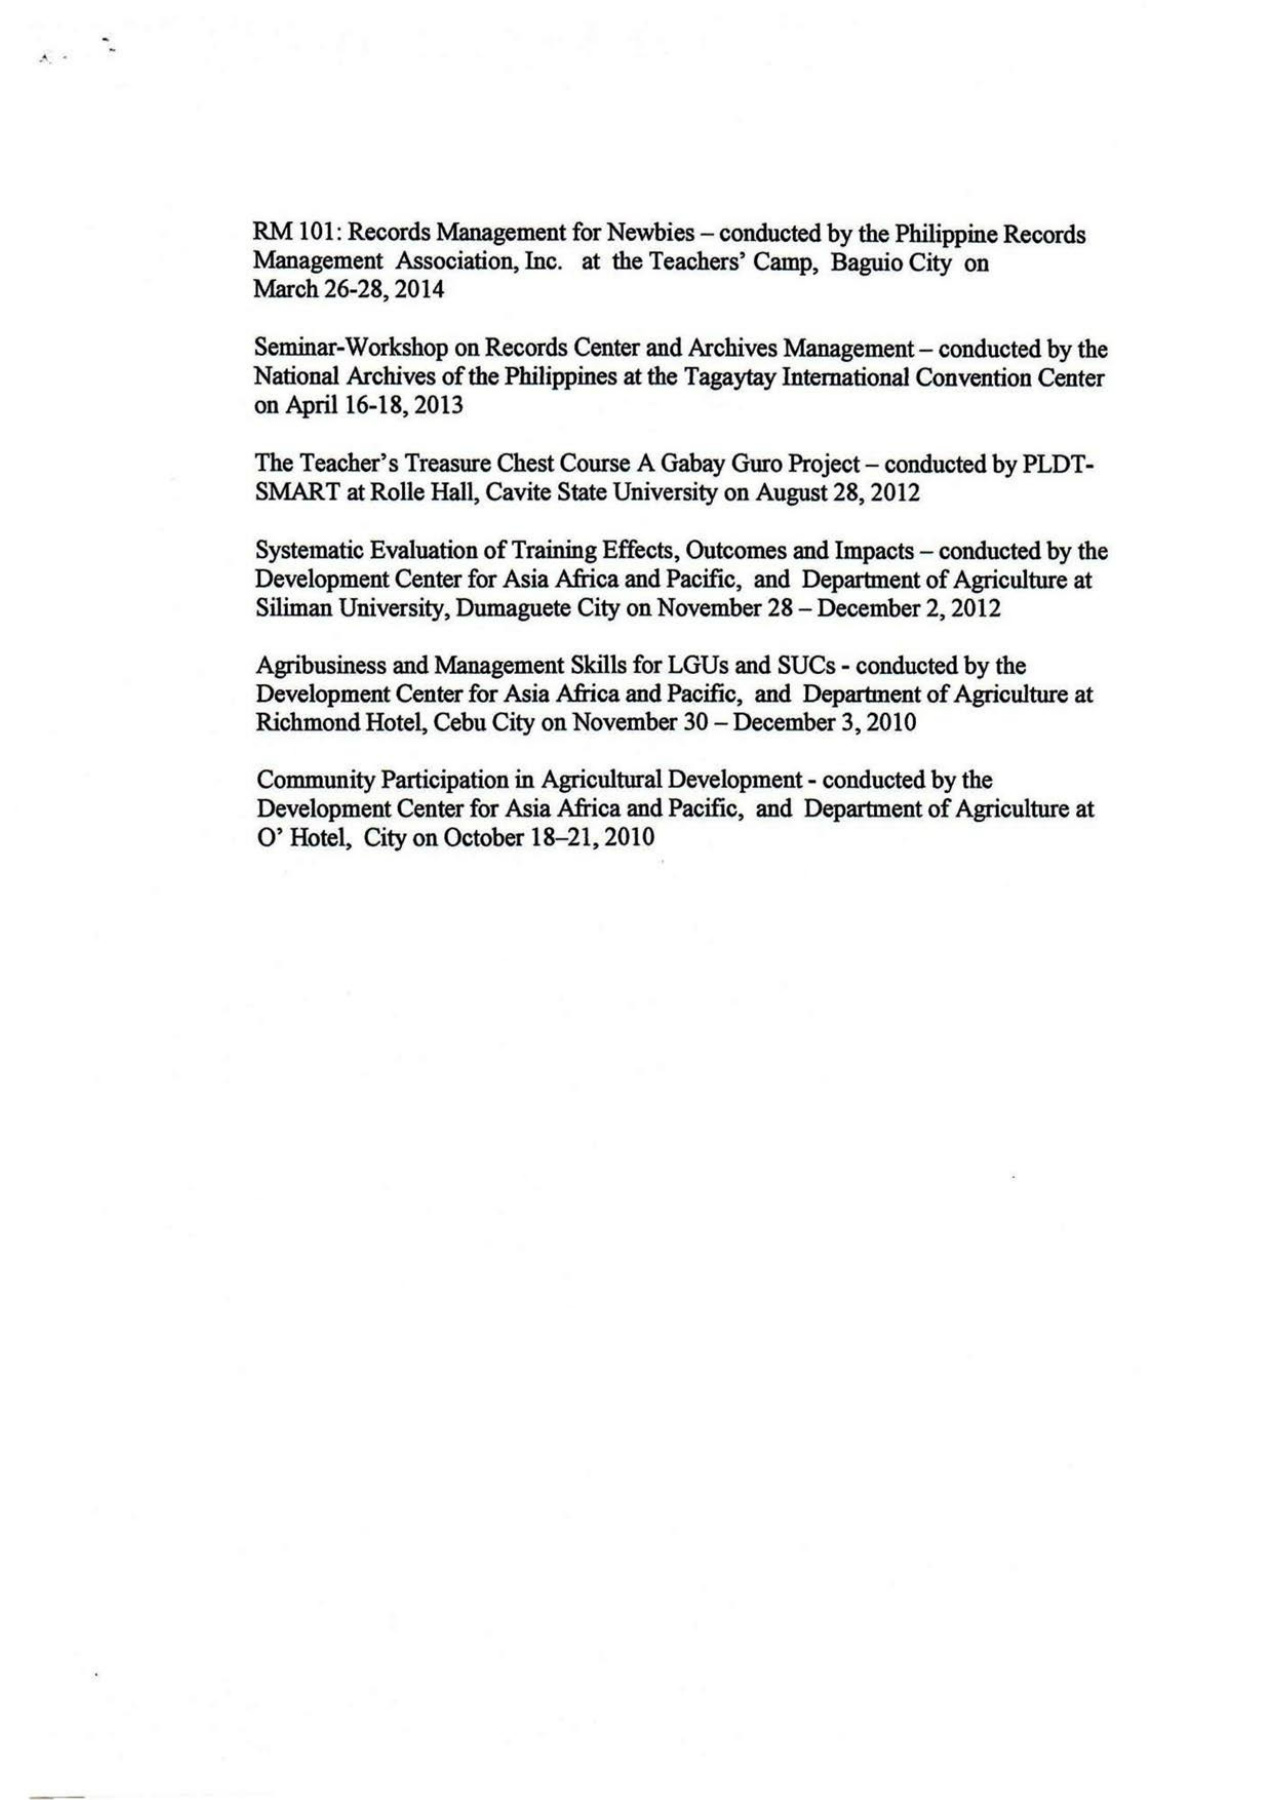 RM 101: Records Management for Newbies – conducted by the Philippine Records
Management Association, Inc. at the Teachers’ Camp, Baguio City on
March 26-28, 2014
Seminar-Workshop on Records Center and Archives Management – conducted by the
National Archives of the Philippines at the Tagaytay International Convention Center
on April 16-18, 2013
The Teacher’s Treasure Chest Course A Gabay Guro Project – conducted by PLDT-
SMART at Rolle Hall, Cavite State University on August 28, 2012
Systematic Evaluation of Training Effects, Outcomes and Impacts – conducted by the
Development Center for Asia Africa and Pacific, and Department of Agriculture at
Siliman University, Dumaguete City on November 28 – December 2, 2012
Agribusiness and Management Skills for LGUs and SUCs - conducted by the
Development Center for Asia Africa and Pacific, and Department of Agriculture at
Richmond Hotel, Cebu City on November 30 – December 3, 2010
Community Participation in Agricultural Development - conducted by the
Development Center for Asia Africa and Pacific, and Department of Agriculture at
O’ Hotel, City on October 18–21, 2010